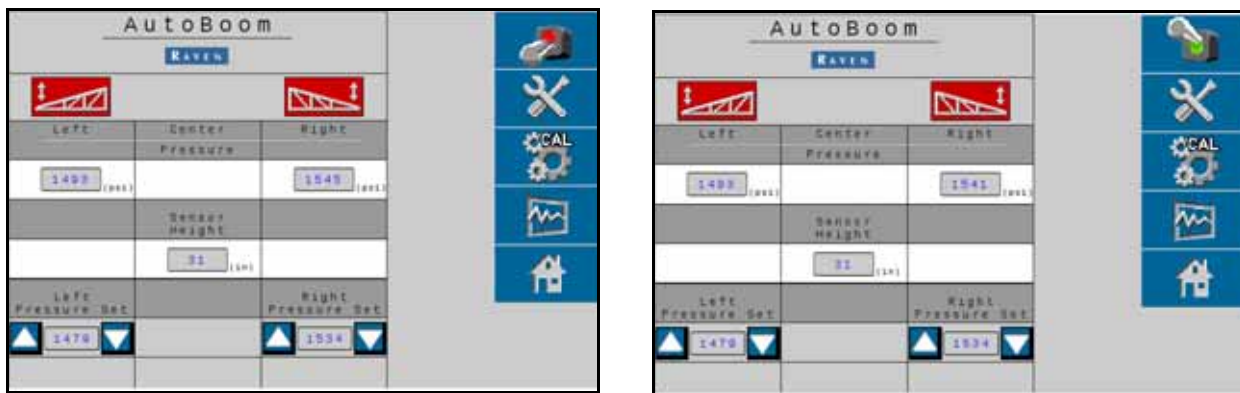 AutoBoom
RAVEN
Left Center Right
Pressure
1493 (psi) 1545 (psi)
Sensor
Height
31 (in)
Left Right
Pressure Set Pressure Set
1479 1534
CAL
AutoBoom
RAVEN
Left Center Right
Pressure
1493 (psi) 1541 (psi)
Sensor
Height
31 (in)
Left Right
Pressure Set Pressure Set
1479 1534
CAL